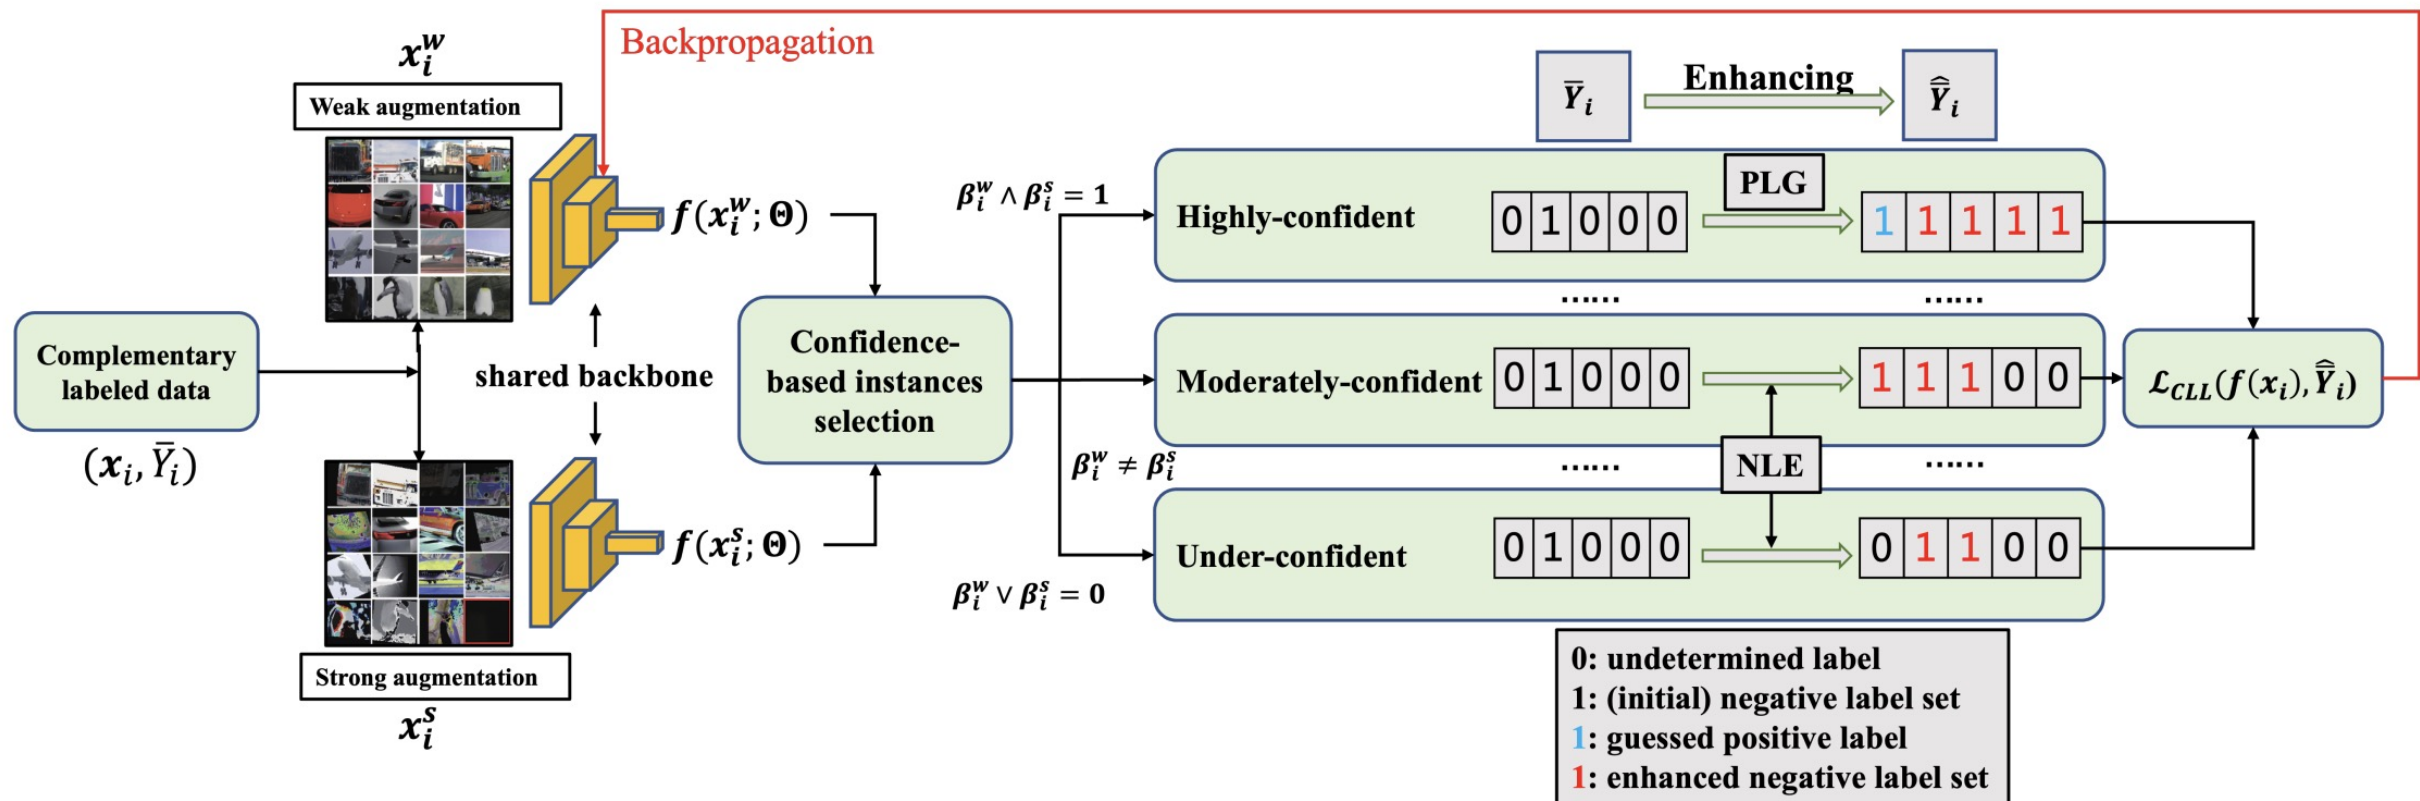 Backpropagation
x_i^w
Weak augmentation
f(x_i^w; Θ)
Complementary
labeled data
(x_i, Ȳ_i)
shared backbone
f(x_i^s; Θ)
Strong augmentation
x_i^s
Confidence-
based instances
selection
β_i^w ∧ β_i^s = 1
β_i^w ≠ β_i^s
β_i^w ∨ β_i^s = 0
Ȳ_i
Enhancing
Ŷ̄_i
Highly-confident
0 1 0 0 0
PLG
1 1 1 1 1
......
......
Moderately-confident
0 1 0 0 0
1 1 1 0 0
......
NLE
......
Under-confident
0 1 0 0 0
0 1 1 0 0
ℒ_CLL(f(x_i), Ŷ̄_i)
0: undetermined label
1: (initial) negative label set
1: guessed positive label
1: enhanced negative label set